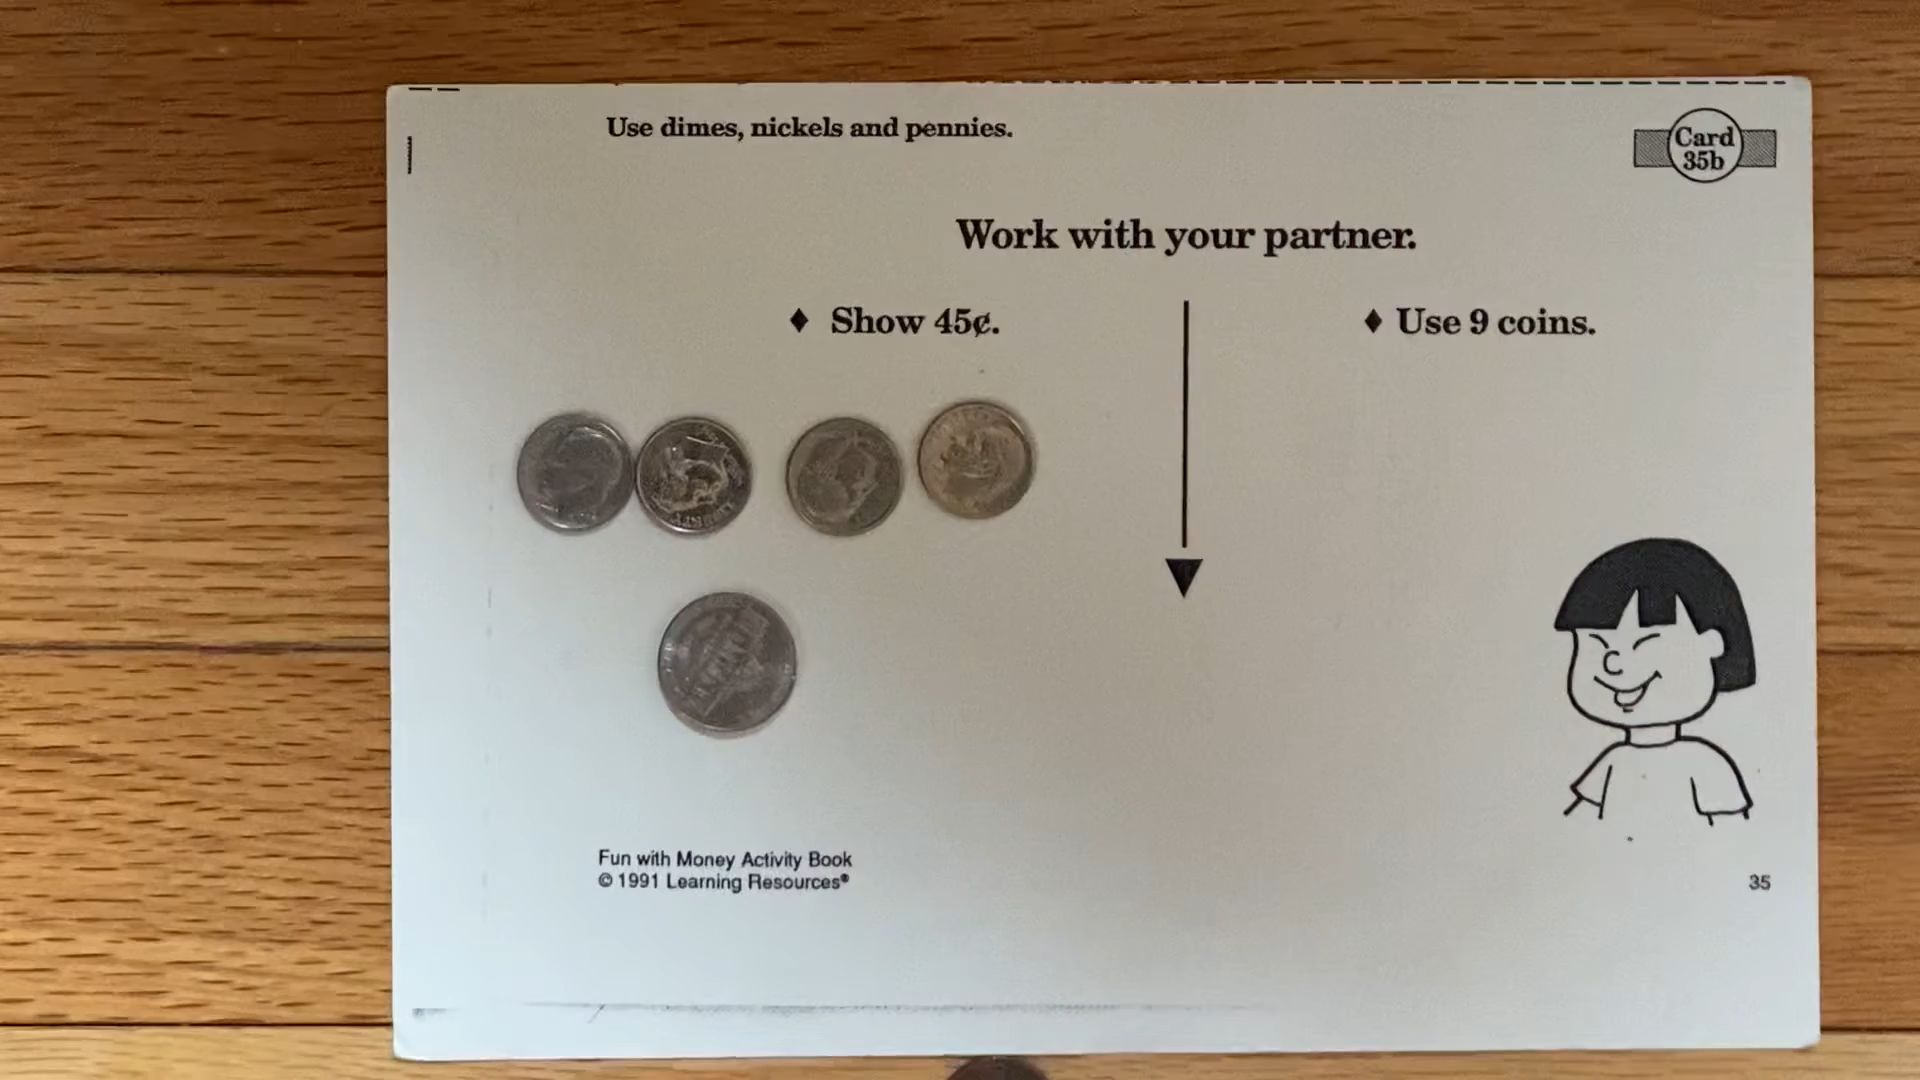 Use dimes, nickels and pennies.
Card
35b
Work with your partner.
♦ Show 45¢.
♦ Use 9 coins.
Fun with Money Activity Book
© 1991 Learning Resources®
35